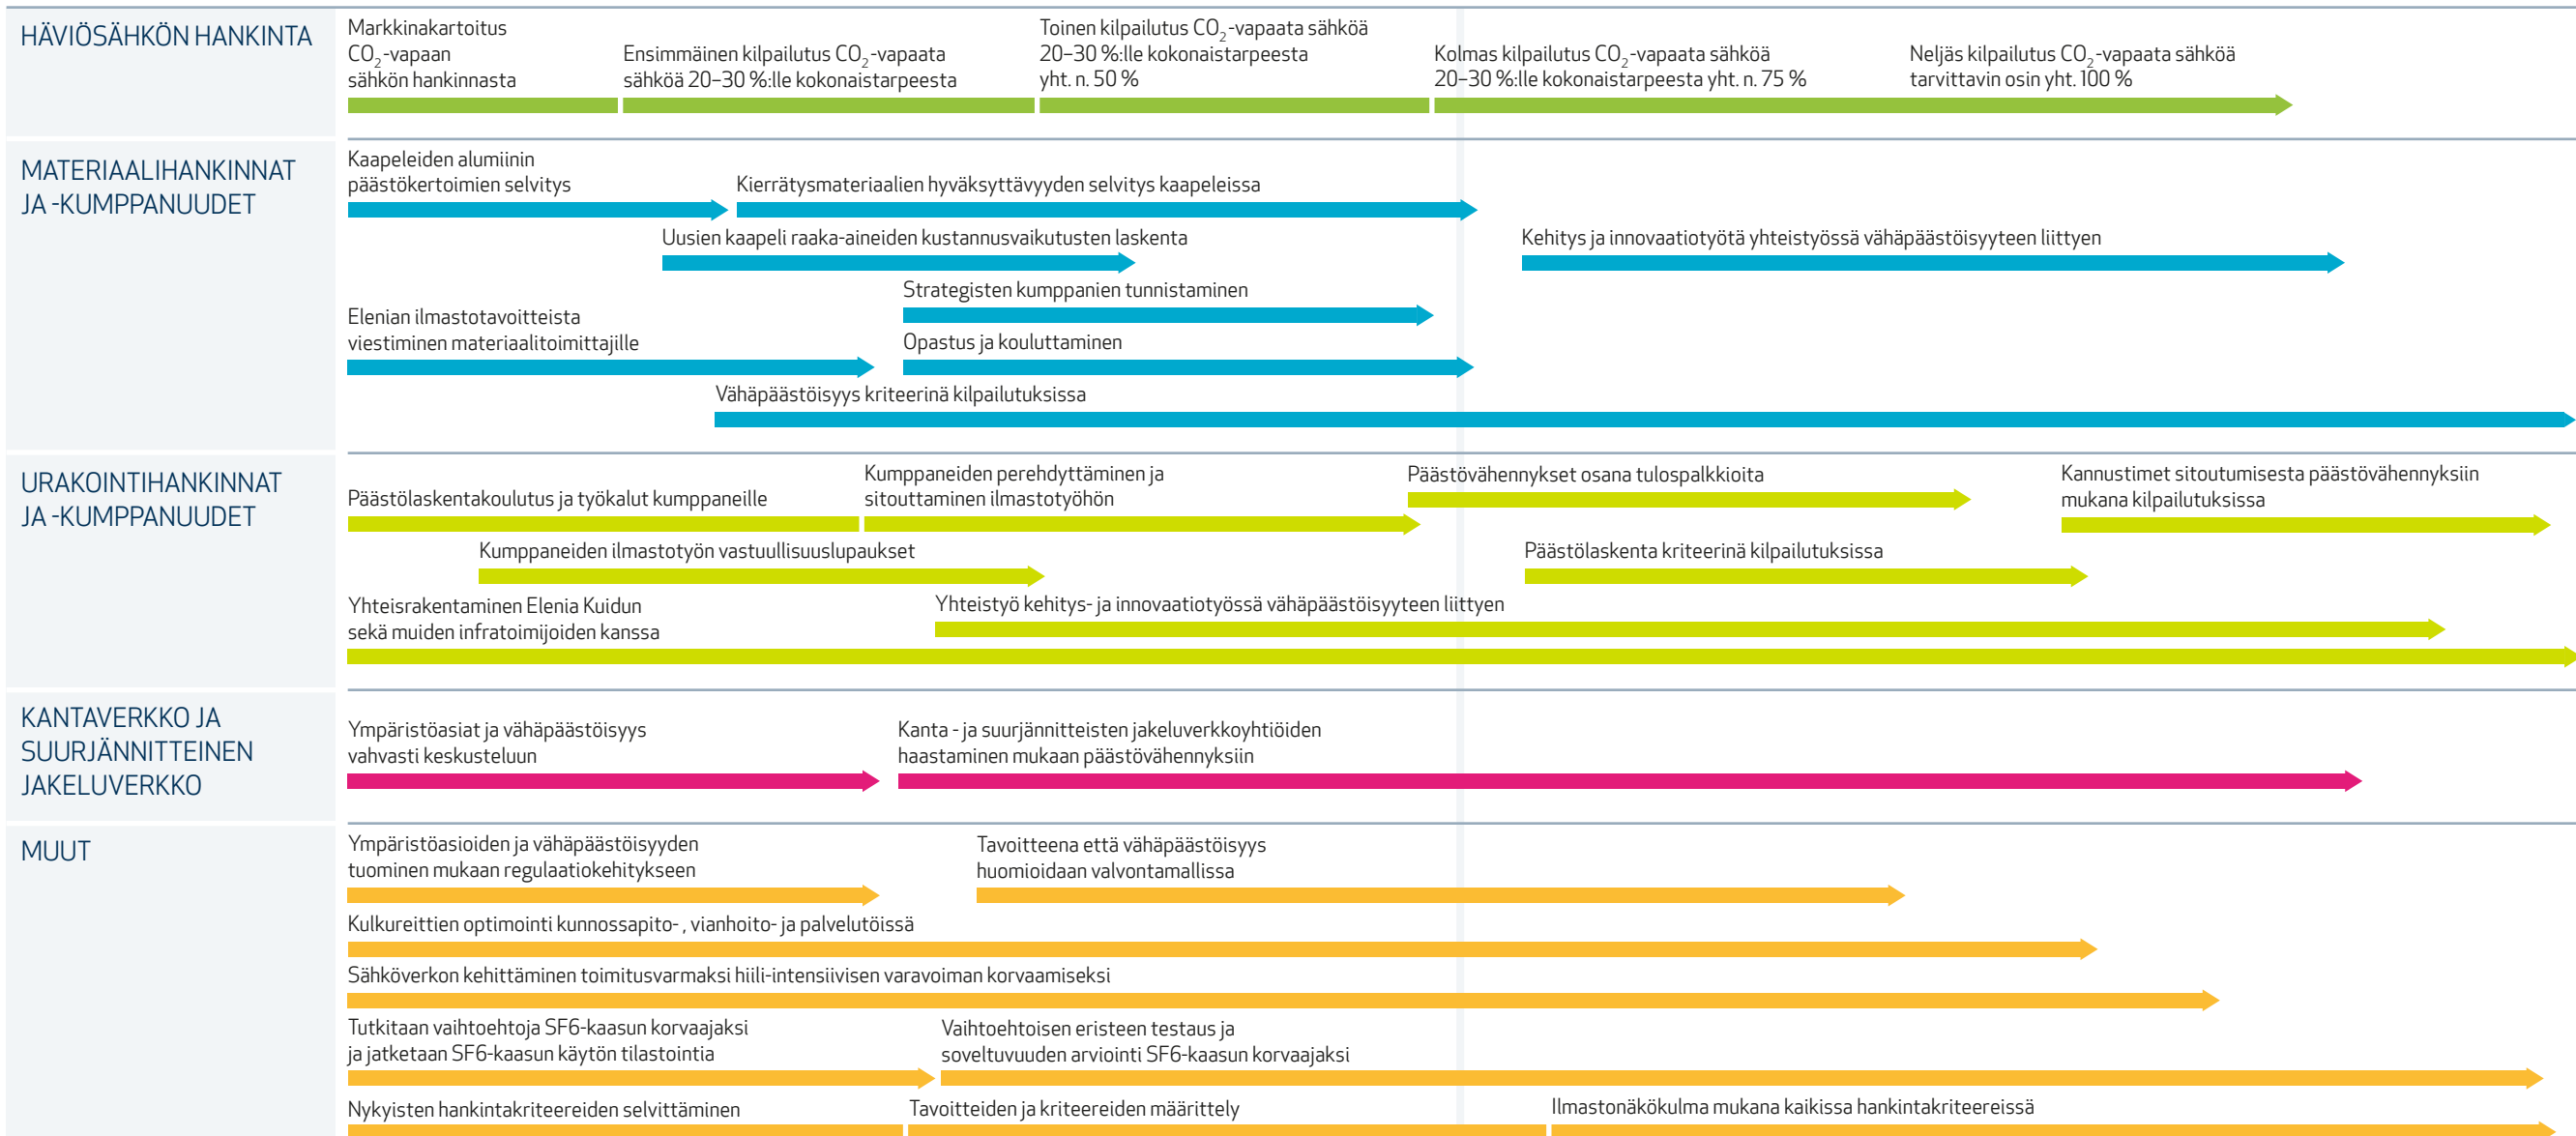 HÄVIÖSÄHKÖN HANKINTA
Markkinakartoitus
CO₂-vapaan
sähkön hankinnasta
Ensimmäinen kilpailutus CO₂-vapaata
sähköä 20–30 %:lle kokonaistarpeesta
Toinen kilpailutus CO₂-vapaata sähköä
20–30 %:lle kokonaistarpeesta
yht. n. 50 %
Kolmas kilpailutus CO₂-vapaata sähköä
20–30 %:lle kokonaistarpeesta yht. n. 75 %
Neljäs kilpailutus CO₂-vapaata sähköä
tarvittavin osin yht. 100 %
MATERIAALIHANKINNAT
JA -KUMPPANUUDET
Kaapeleiden alumiinin
päästökertoimien selvitys
Kierrätysmateriaalien hyväksyttävyyden selvitys kaapeleissa
Uusien kaapeli raaka-aineiden kustannusvaikutusten laskenta
Kehitys ja innovaatiotyötä yhteistyössä vähäpäästöisyyteen liittyen
Strategisten kumppanien tunnistaminen
Elenian ilmastotavoitteista
viestiminen materiaalitoimittajille
Opastus ja kouluttaminen
Vähäpäästöisyys kriteerinä kilpailutuksissa
URAKOINTIHANKINNAT
JA -KUMPPANUUDET
Päästölaskentakoulutus ja työkalut kumppaneille
Kumppaneiden perehdyttäminen ja
sitouttaminen ilmastotyöhön
Päästövähennykset osana tulospalkkioita
Kannustimet sitoutumisesta päästövähennyksiin
mukana kilpailutuksissa
Kumppaneiden ilmastotyön vastuullisuuslupaukset
Päästölaskenta kriteerinä kilpailutuksissa
Yhteisrakentaminen Elenia Kuidun
sekä muiden infratoimijoiden kanssa
Yhteistyö kehitys- ja innovaatiotyössä vähäpäästöisyyteen liittyen
KANTAVERKKO JA
SUURJÄNNITTEINEN
JAKELUVERKKO
Ympäristöasiat ja vähäpäästöisyys
vahvasti keskusteluun
Kanta - ja suurjännitteisten jakeluverkkoyhtiöiden
haastaminen mukaan päästövähennyksiin
MUUT
Ympäristöasioiden ja vähäpäästöisyyden
tuominen mukaan regulaatiokehitykseen
Tavoitteena että vähäpäästöisyys
huomioidaan valvontamallissa
Kulkureittien optimointi kunnossapito- , vianhoito- ja palvelutöissä
Sähköverkon kehittäminen toimitusvarmaksi hiili-intensiivisen varavoiman korvaamiseksi
Tutkitaan vaihtoehtoja SF6-kaasun korvaajaksi
ja jatketaan SF6-kaasun käytön tilastointia
Vaihtoehtoisen eristeen testaus ja
soveltuvuuden arviointi SF6-kaasun korvaajaksi
Nykyisten hankintakriteereiden selvittäminen
Tavoitteiden ja kriteereiden määrittely
Ilmastonäkökulma mukana kaikissa hankintakriteereissä